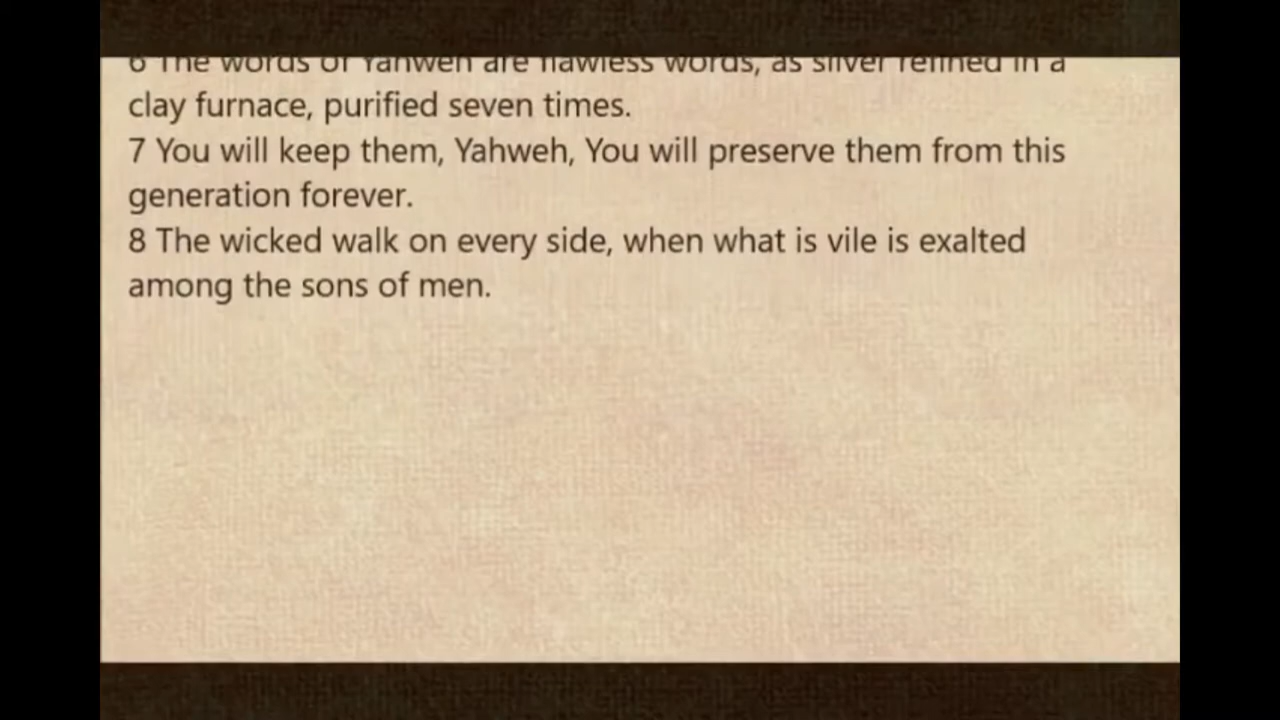 6 The words of Yahweh are flawless words, as silver refined in a
clay furnace, purified seven times.
7 You will keep them, Yahweh, You will preserve them from this
generation forever.
8 The wicked walk on every side, when what is vile is exalted
among the sons of men.